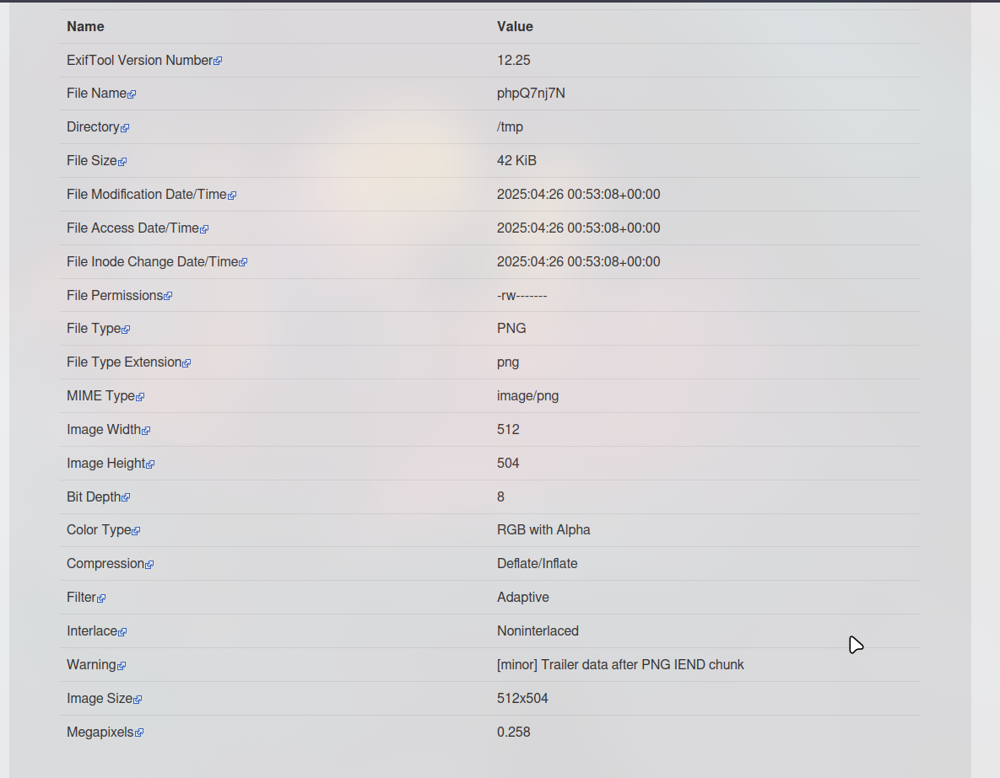 Name Value
ExifTool Version Number 12.25
File Name phpQ7nj7N
Directory /tmp
File Size 42 KiB
File Modification Date/Time 2025:04:26 00:53:08+00:00
File Access Date/Time 2025:04:26 00:53:08+00:00
File Inode Change Date/Time 2025:04:26 00:53:08+00:00
File Permissions -rw-------
File Type PNG
File Type Extension png
MIME Type image/png
Image Width 512
Image Height 504
Bit Depth 8
Color Type RGB with Alpha
Compression Deflate/Inflate
Filter Adaptive
Interlace Noninterlaced
Warning [minor] Trailer data after PNG IEND chunk
Image Size 512x504
Megapixels 0.258